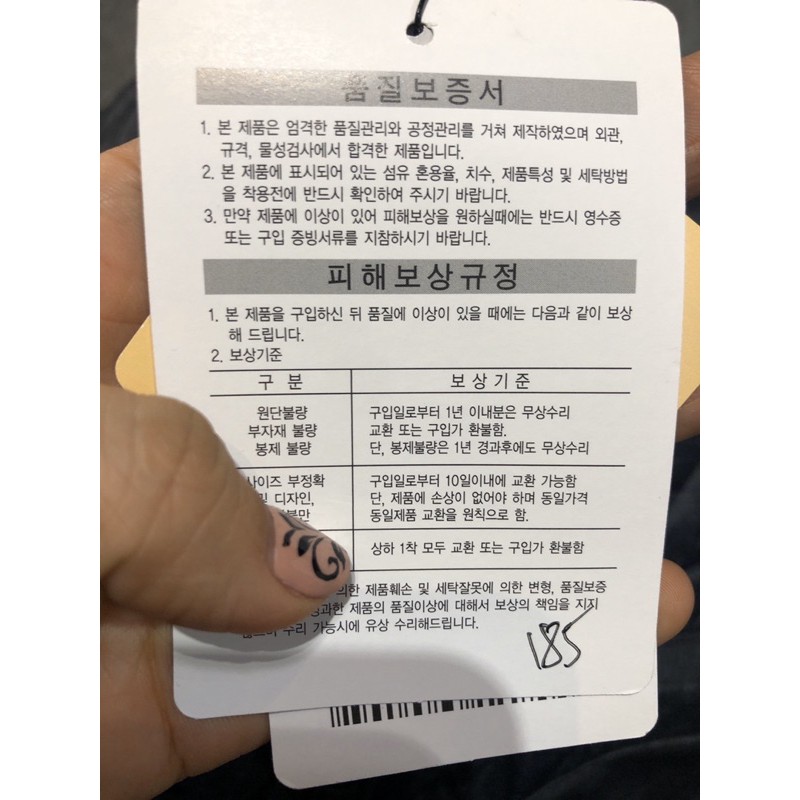 품질보증서
1. 본 제품은 엄격한 품질관리와 공정관리를 거쳐 제작하였으며 외관,
규격, 물성검사에서 합격한 제품입니다.
2. 본 제품에 표시되어 있는 섬유 혼용율, 치수, 제품특성 및 세탁방법
을 착용전에 반드시 확인하여 주시기 바랍니다.
3. 만약 제품에 이상이 있어 피해보상을 원하실때에는 반드시 영수증
또는 구입 증빙서류를 지참하시기 바랍니다.
피해보상규정
1. 본 제품을 구입하신 뒤 품질에 이상이 있을 때에는 다음과 같이 보상
해 드립니다.
2. 보상기준
구 분 보상기준
원단불량 구입일로부터 1년 이내분은 무상수리
부자재 불량 교환 또는 구입가 환불함.
봉제 불량 단, 봉제불량은 1년 경과후에도 무상수리
부정확 구입일로부터 10일이내에 교환 가능함
디자인, 단, 제품에 손상이 없어야 하며 동일가격
동일제품 교환을 원칙으로 함.
상하 1착 모두 교환 또는 구입가 환불함
제품훼손 및 세탁잘못에 의한 변형, 품질보증
제품의 품질이상에 대해서 보상의 책임을 지지
수리 가능시에 유상 수리해드립니다.
185